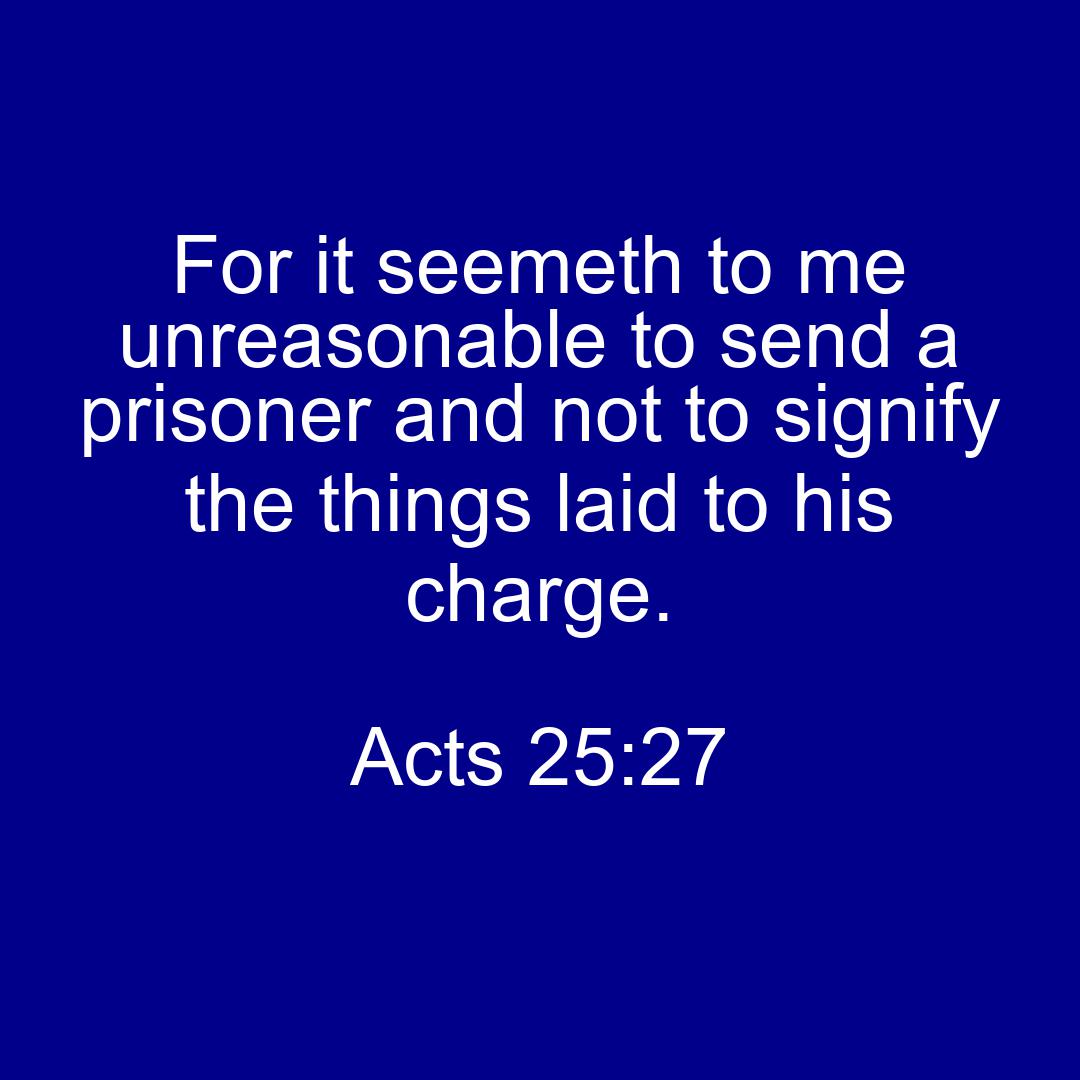 For it seemeth to me
unreasonable to send a
prisoner and not to signify
the things laid to his
charge.
Acts 25:27